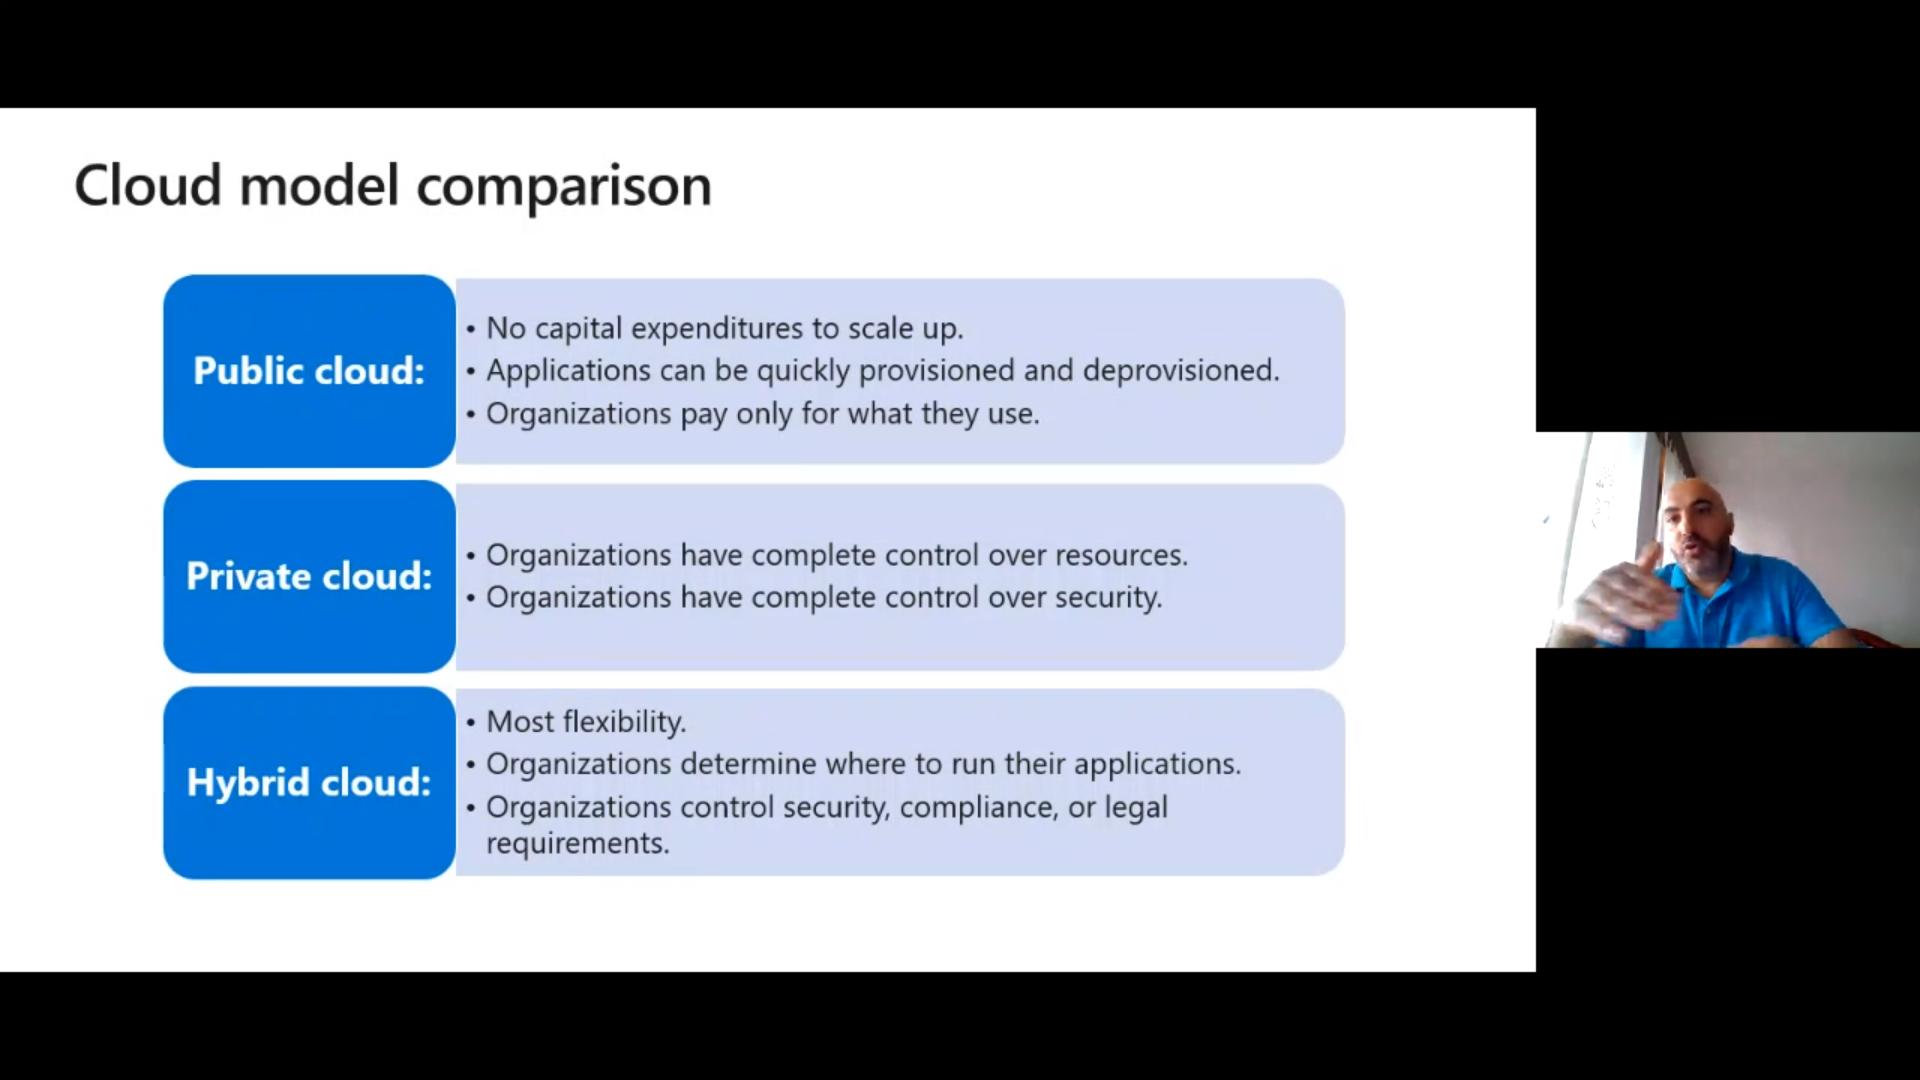 Cloud model comparison
Public cloud:
• No capital expenditures to scale up.
• Applications can be quickly provisioned and deprovisioned.
• Organizations pay only for what they use.
Private cloud:
• Organizations have complete control over resources.
• Organizations have complete control over security.
Hybrid cloud:
• Most flexibility.
• Organizations determine where to run their applications.
• Organizations control security, compliance, or legal
requirements.